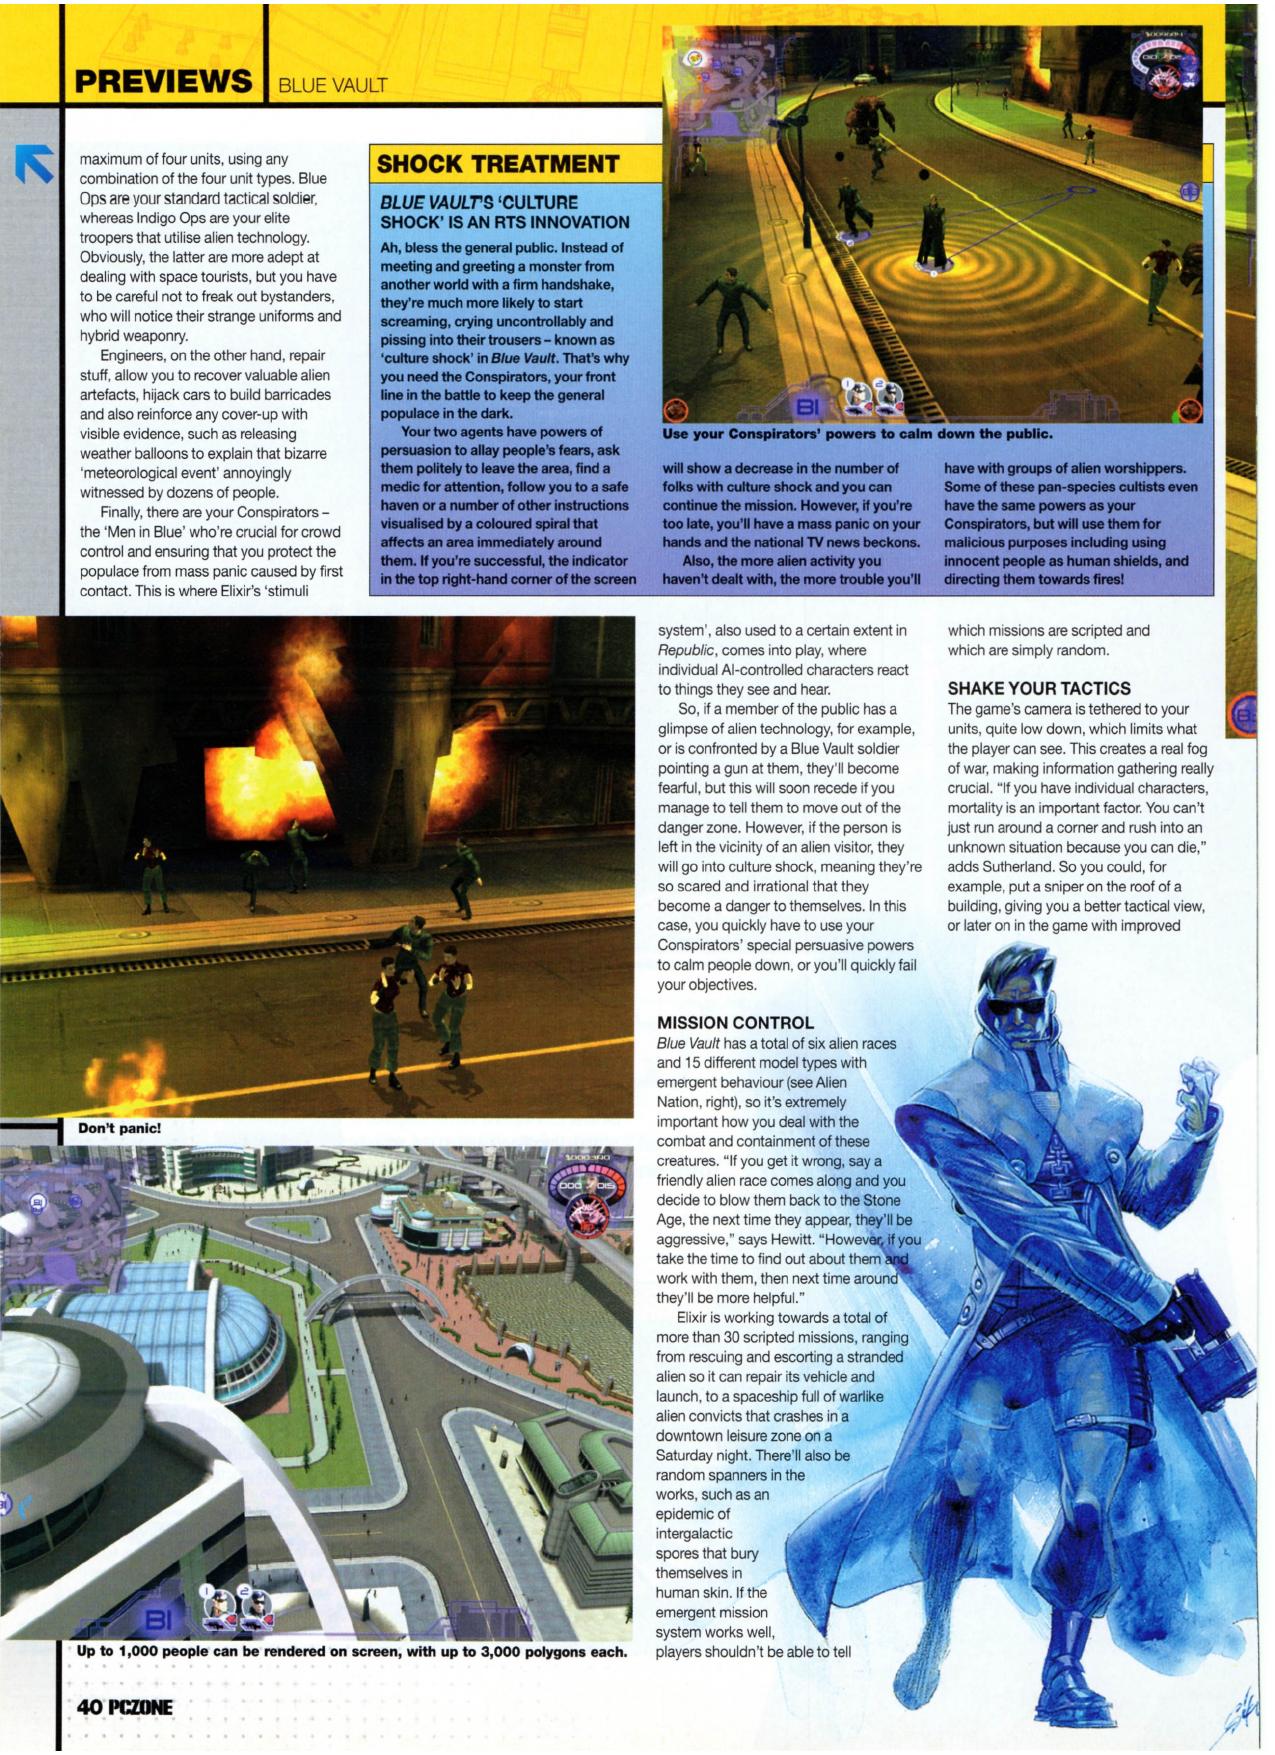 PREVIEWS
BLUE VAULT
maximum of four units, using any
combination of the four unit types. Blue
Ops are your standard tactical soldier,
whereas Indigo Ops are your elite
troopers that utilise alien technology.
Obviously, the latter are more adept at
dealing with space tourists, but you have
to be careful not to freak out bystanders,
who will notice their strange uniforms and
hybrid weaponry.
Engineers, on the other hand, repair
stuff, allow you to recover valuable alien
artefacts, hijack cars to build barricades
and also reinforce any cover-up with
visible evidence, such as releasing
weather balloons to explain that bizarre
'meteorological event' annoyingly
witnessed by dozens of people.
Finally, there are your Conspirators –
the 'Men in Blue' who're crucial for crowd
control and ensuring that you protect the
populace from mass panic caused by first
contact. This is where Elixir's 'stimuli
SHOCK TREATMENT
BLUE VAULT'S 'CULTURE
SHOCK' IS AN RTS INNOVATION
Ah, bless the general public. Instead of
meeting and greeting a monster from
another world with a firm handshake,
they're much more likely to start
screaming, crying uncontrollably and
pissing into their trousers – known as
'culture shock' in Blue Vault. That's why
you need the Conspirators, your front
line in the battle to keep the general
populace in the dark.
Your two agents have powers of
persuasion to allay people's fears, ask
them politely to leave the area, find a
medic for attention, follow you to a safe
haven or a number of other instructions
visualised by a coloured spiral that
affects an area immediately around
them. If you're successful, the indicator
in the top right-hand corner of the screen
BI
1
2
Use your Conspirators' powers to calm down the public.
will show a decrease in the number of
folks with culture shock and you can
continue the mission. However, if you're
too late, you'll have a mass panic on your
hands and the national TV news beckons.
Also, the more alien activity you
haven't dealt with, the more trouble you'll
have with groups of alien worshippers.
Some of these pan-species cultists even
have the same powers as your
Conspirators, but will use them for
malicious purposes including using
innocent people as human shields, and
directing them towards fires!
Don't panic!
000
015
BI
1
2
Up to 1,000 people can be rendered on screen, with up to 3,000 polygons each.
system', also used to a certain extent in
Republic, comes into play, where
individual AI-controlled characters react
to things they see and hear.
So, if a member of the public has a
glimpse of alien technology, for example,
or is confronted by a Blue Vault soldier
pointing a gun at them, they'll become
fearful, but this will soon recede if you
manage to tell them to move out of the
danger zone. However, if the person is
left in the vicinity of an alien visitor, they
will go into culture shock, meaning they're
so scared and irrational that they
become a danger to themselves. In this
case, you quickly have to use your
Conspirators' special persuasive powers
to calm people down, or you'll quickly fail
your objectives.
MISSION CONTROL
Blue Vault has a total of six alien races
and 15 different model types with
emergent behaviour (see Alien
Nation, right), so it's extremely
important how you deal with the
combat and containment of these
creatures. "If you get it wrong, say a
friendly alien race comes along and you
decide to blow them back to the Stone
Age, the next time they appear, they'll be
aggressive," says Hewitt. "However, if you
take the time to find out about them and
work with them, then next time around
they'll be more helpful."
Elixir is working towards a total of
more than 30 scripted missions, ranging
from rescuing and escorting a stranded
alien so it can repair its vehicle and
launch, to a spaceship full of warlike
alien convicts that crashes in a
downtown leisure zone on a
Saturday night. There'll also be
random spanners in the
works, such as an
epidemic of
intergalactic
spores that bury
themselves in
human skin. If the
emergent mission
system works well,
players shouldn't be able to tell
which missions are scripted and
which are simply random.
SHAKE YOUR TACTICS
The game's camera is tethered to your
units, quite low down, which limits what
the player can see. This creates a real fog
of war, making information gathering really
crucial. "If you have individual characters,
mortality is an important factor. You can't
just run around a corner and rush into an
unknown situation because you can die,"
adds Sutherland. So you could, for
example, put a sniper on the roof of a
building, giving you a better tactical view,
or later on in the game with improved
40 PCZONE